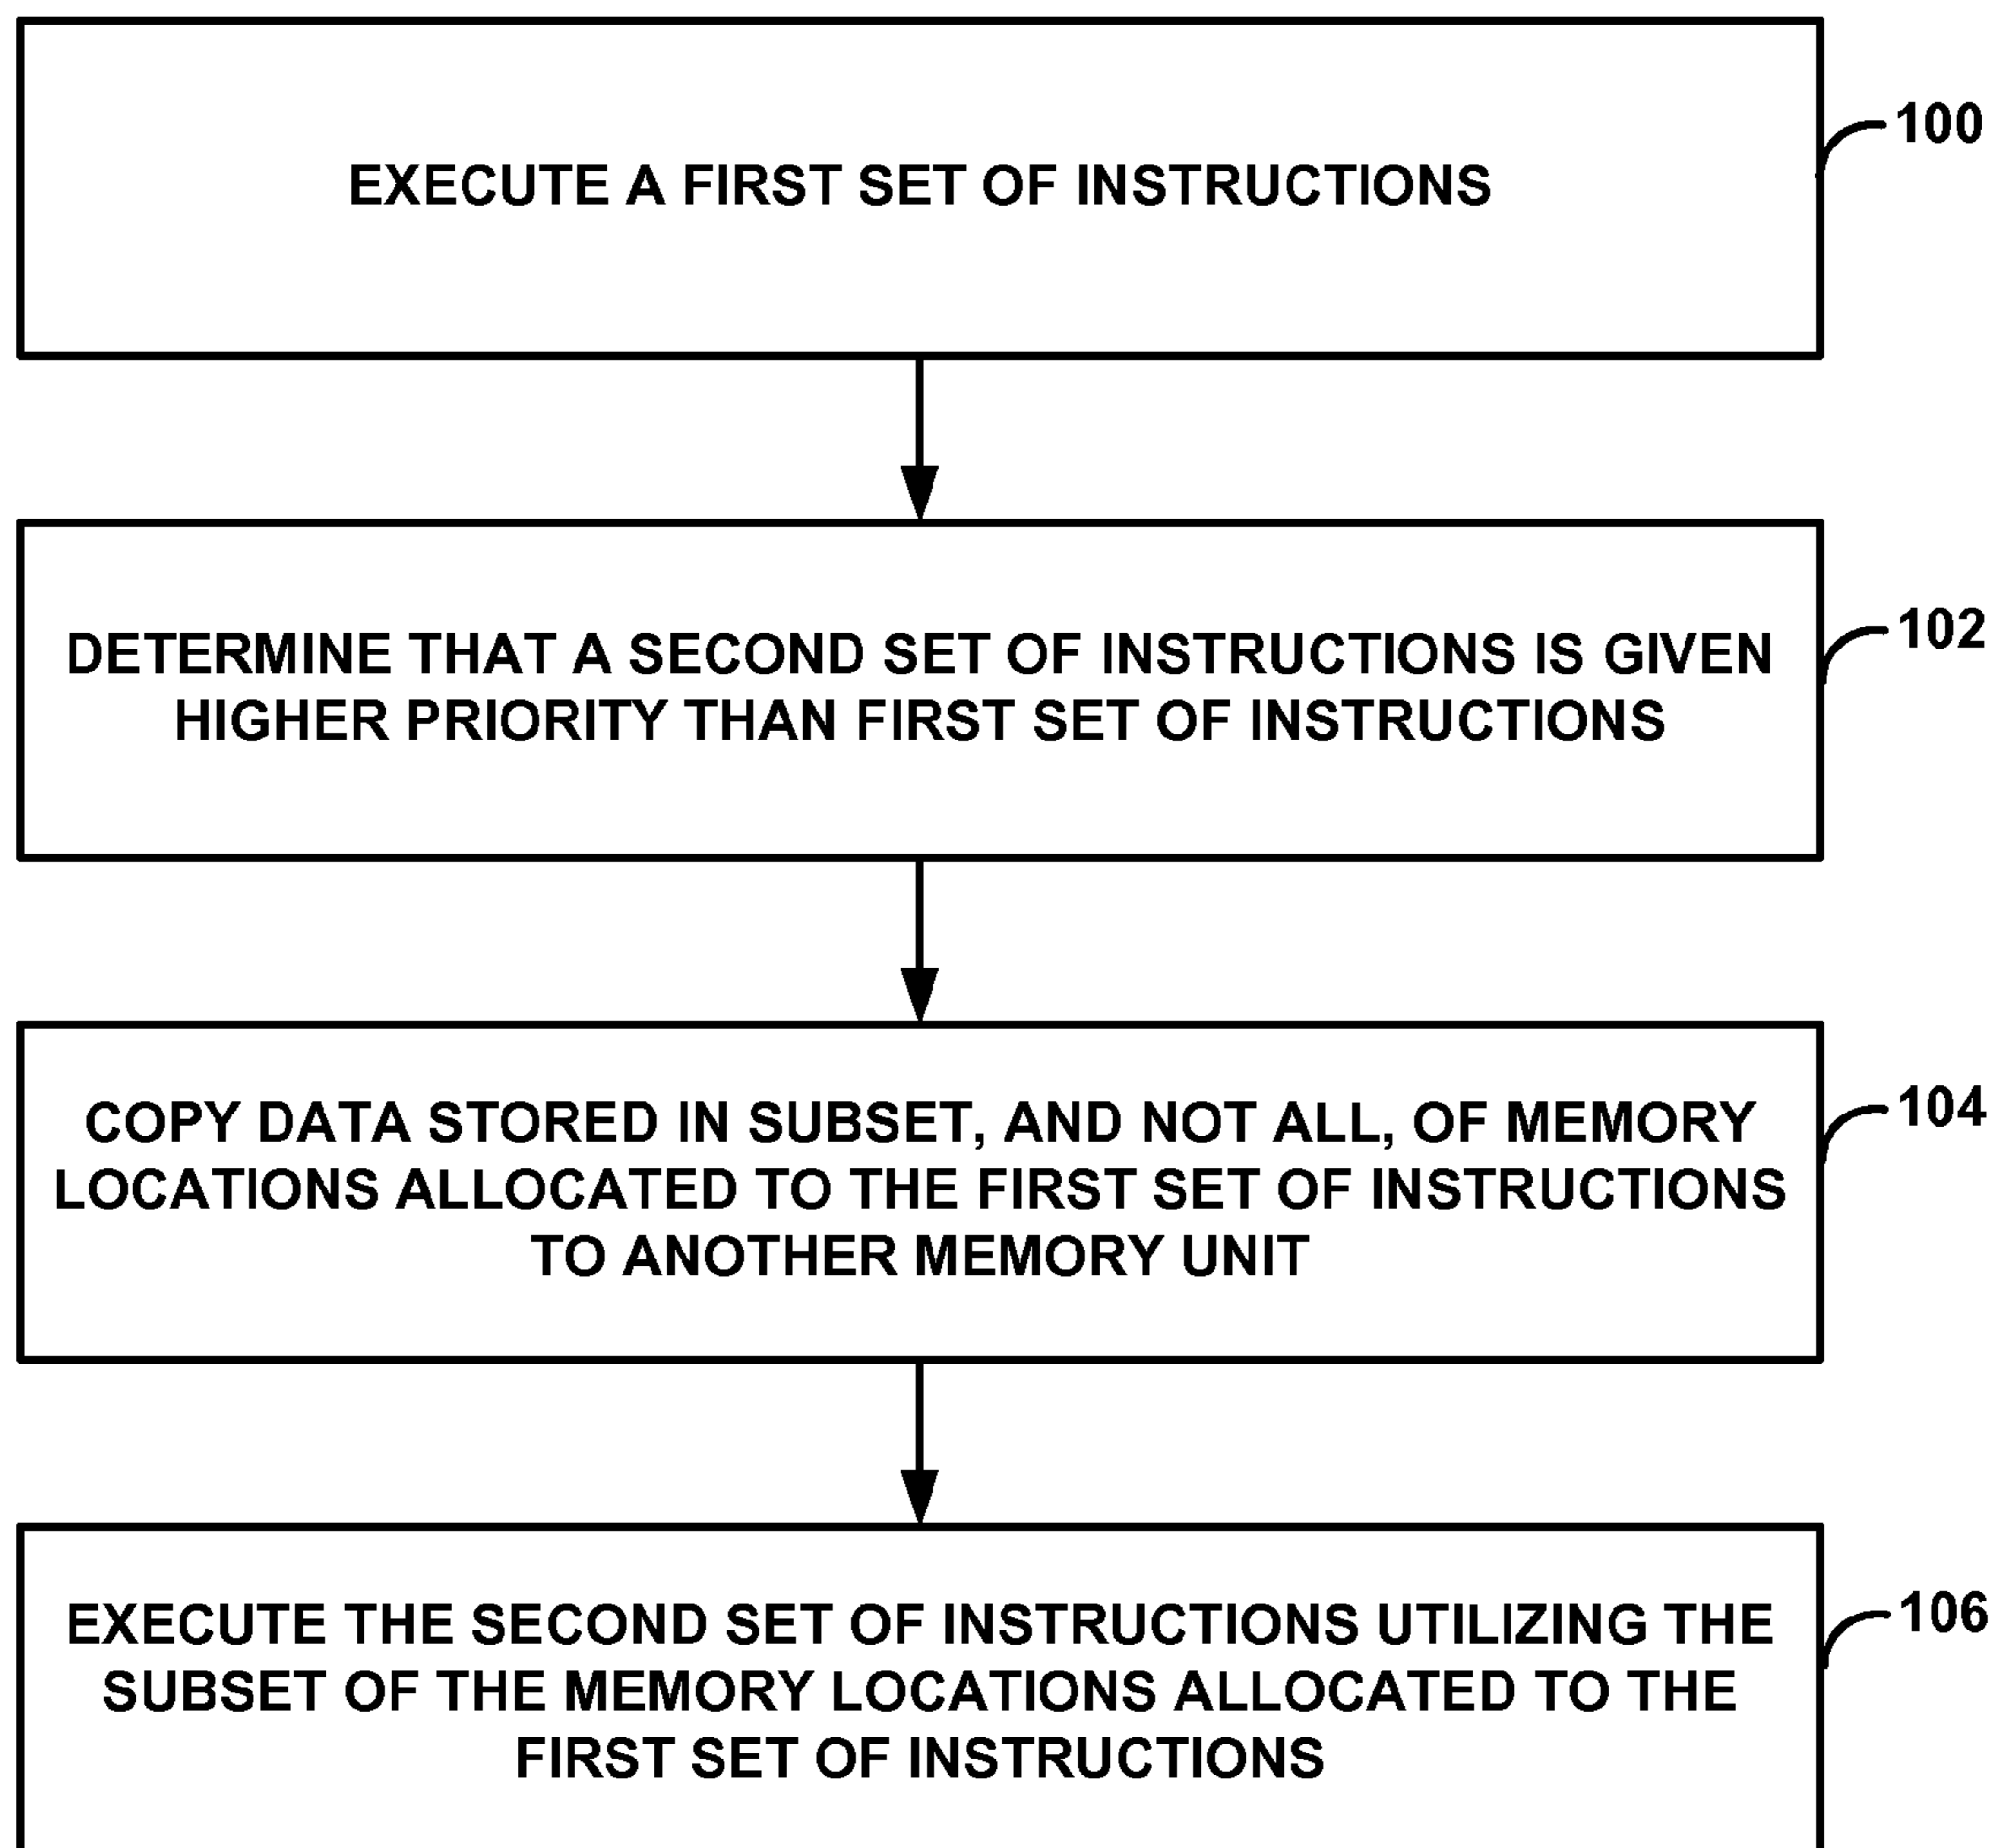 EXECUTE A FIRST SET OF INSTRUCTIONS
100
DETERMINE THAT A SECOND SET OF INSTRUCTIONS IS GIVEN
HIGHER PRIORITY THAN FIRST SET OF INSTRUCTIONS
102
COPY DATA STORED IN SUBSET, AND NOT ALL, OF MEMORY
LOCATIONS ALLOCATED TO THE FIRST SET OF INSTRUCTIONS
TO ANOTHER MEMORY UNIT
104
EXECUTE THE SECOND SET OF INSTRUCTIONS UTILIZING THE
SUBSET OF THE MEMORY LOCATIONS ALLOCATED TO THE
FIRST SET OF INSTRUCTIONS
106